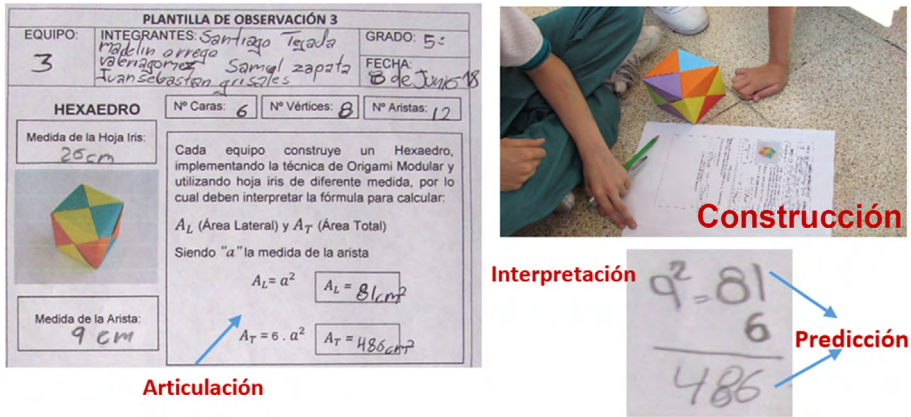 PLANTILLA DE OBSERVACIÓN 3
EQUIPO:
3
INTEGRANTES: Santiago Tejada
madelin arrega
valeriagomez Samuel zapata
Juansebastan grisales
GRADO: 5:
FECHA:
8 de Junio 18
HEXAEDRO
Nº Caras: 6
Nº Vértices: 8
Nº Aristas: 12
Medida de la Hoja Iris:
26cm
Cada equipo construye un Hexaedro,
implementando la técnica de Origami Modular y
utilizando hoja iris de diferente medida, por lo
cual deben interpretar la fórmula para calcular:
A_L (Área Lateral) y A_T (Área Total)
Siendo "a" la medida de la arista
A_L = a²
A_L = 81cm²
Medida de la Arista:
9 cm
A_T = 6 . a²
A_T = 486cm²
Articulación
Construcción
Interpretación
9² = 81
6
486
Predicción